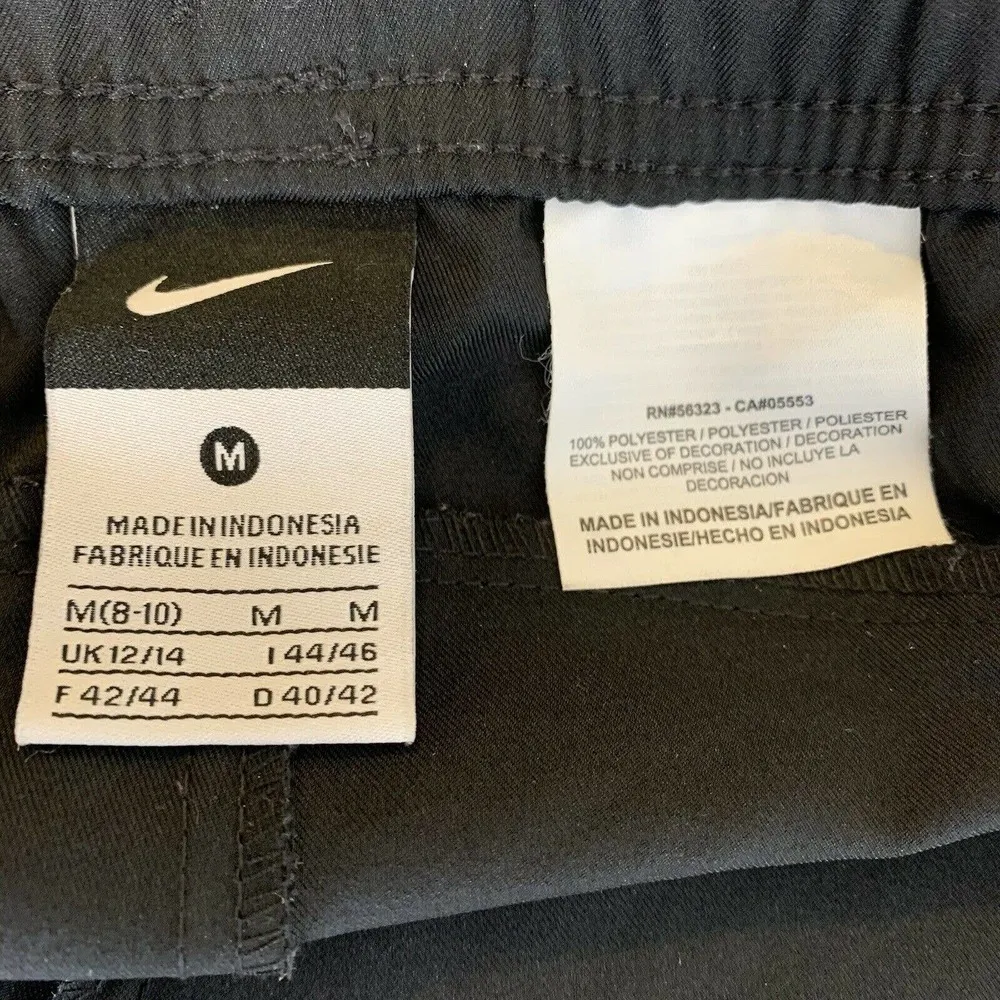 M
MADE IN INDONESIA
FABRIQUE EN INDONESIE
M(8-10) M M
UK 12/14 I 44/46
F 42/44 D 40/42
RN#56323 - CA#05553
100% POLYESTER / POLYESTER / POLIESTER
EXCLUSIVE OF DECORATION / DECORATION
NON COMPRISE / NO INCLUYE LA
DECORACION
MADE IN INDONESIA/FABRIQUE EN
INDONESIE/HECHO EN INDONESIA